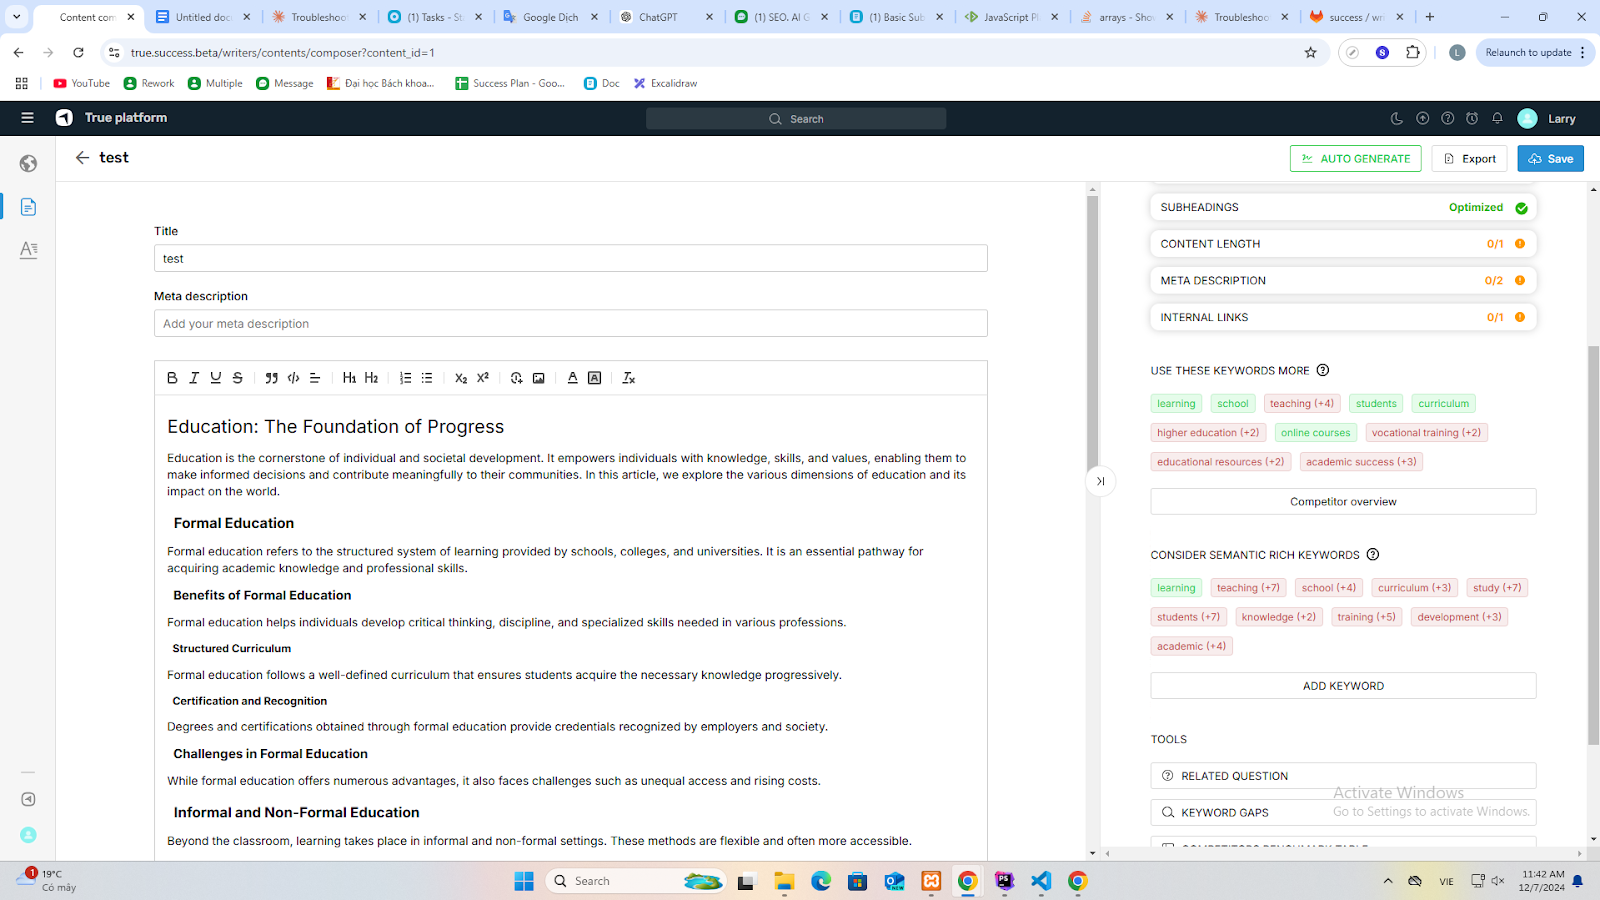 Content com
Untitled doc
Troubleshoo
(1) Tasks - St
Google Dịch
ChatGPT
(1) SEO. AI G
(1) Basic Sub
JavaScript Pl
arrays - Sho
Troubleshoo
success / wr
true.success.beta/writers/contents/composer?content_id=1
L
Relaunch to update
YouTube
Rework
Multiple
Message
Đại học Bách khoa...
Success Plan - Goo...
Doc
Excalidraw
True platform
Search
Larry
test
AUTO GENERATE
Export
Save
Title
test
Meta description
Add your meta description
B I U S H1 H2 X2 X² A A Tx
Education: The Foundation of Progress
Education is the cornerstone of individual and societal development. It empowers individuals with knowledge, skills, and values, enabling them to
make informed decisions and contribute meaningfully to their communities. In this article, we explore the various dimensions of education and its
impact on the world.
Formal Education
Formal education refers to the structured system of learning provided by schools, colleges, and universities. It is an essential pathway for
acquiring academic knowledge and professional skills.
Benefits of Formal Education
Formal education helps individuals develop critical thinking, discipline, and specialized skills needed in various professions.
Structured Curriculum
Formal education follows a well-defined curriculum that ensures students acquire the necessary knowledge progressively.
Certification and Recognition
Degrees and certifications obtained through formal education provide credentials recognized by employers and society.
Challenges in Formal Education
While formal education offers numerous advantages, it also faces challenges such as unequal access and rising costs.
Informal and Non-Formal Education
Beyond the classroom, learning takes place in informal and non-formal settings. These methods are flexible and often more accessible.
SUBHEADINGS Optimized
CONTENT LENGTH 0/1
META DESCRIPTION 0/2
INTERNAL LINKS 0/1
USE THESE KEYWORDS MORE
learning school teaching (+4) students curriculum
higher education (+2) online courses vocational training (+2)
educational resources (+2) academic success (+3)
Competitor overview
CONSIDER SEMANTIC RICH KEYWORDS
learning teaching (+7) school (+4) curriculum (+3) study (+7)
students (+7) knowledge (+2) training (+5) development (+3)
academic (+4)
ADD KEYWORD
TOOLS
RELATED QUESTION
KEYWORD GAPS
Activate Windows
Go to Settings to activate Windows.
1
19°C
Có mây
Search
VIE
11:42 AM
12/7/2024